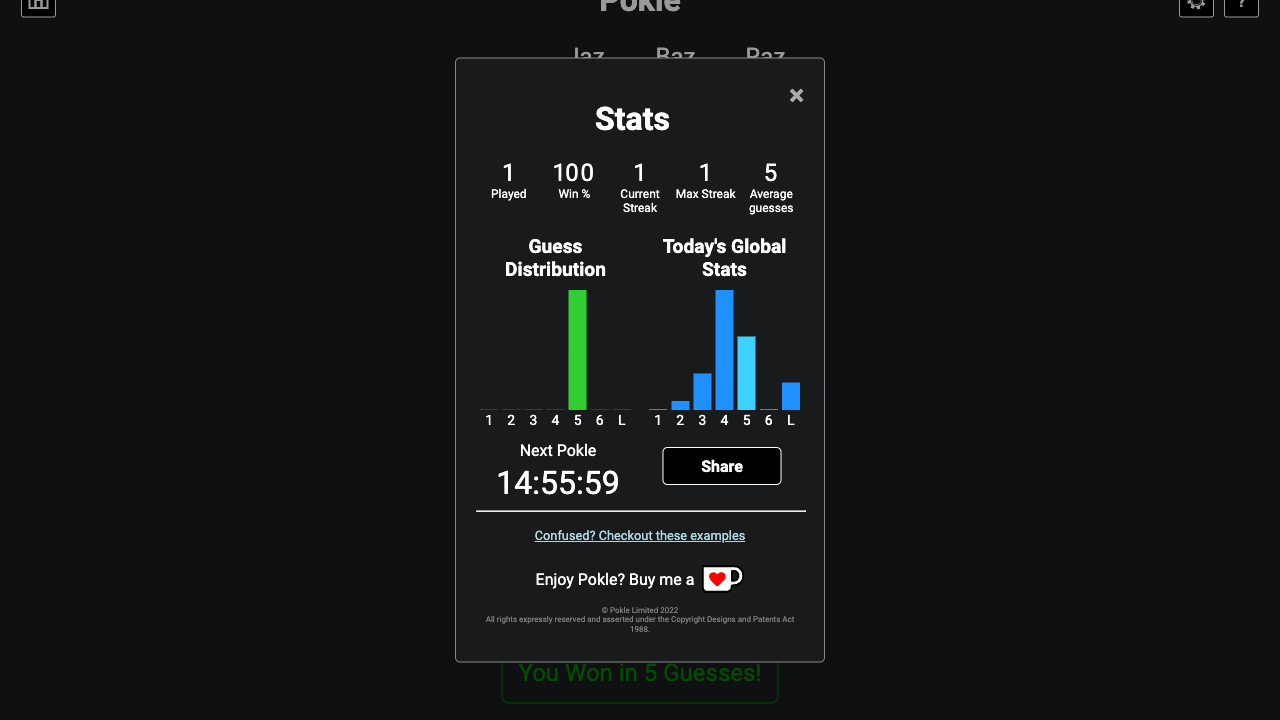 Pokle
Jaz Baz Raz
×
Stats
1 100 1 1 5
Played Win % Current Streak Max Streak Average guesses
Guess Distribution
Today's Global Stats
1 2 3 4 5 6 L
1 2 3 4 5 6 L
Next Pokle
14:55:59
Share
Confused? Checkout these examples
Enjoy Pokle? Buy me a
© Pokle Limited 2022
All rights expressly reserved and asserted under the Copyright Designs and Patents Act
1988.
You Won in 5 Guesses!